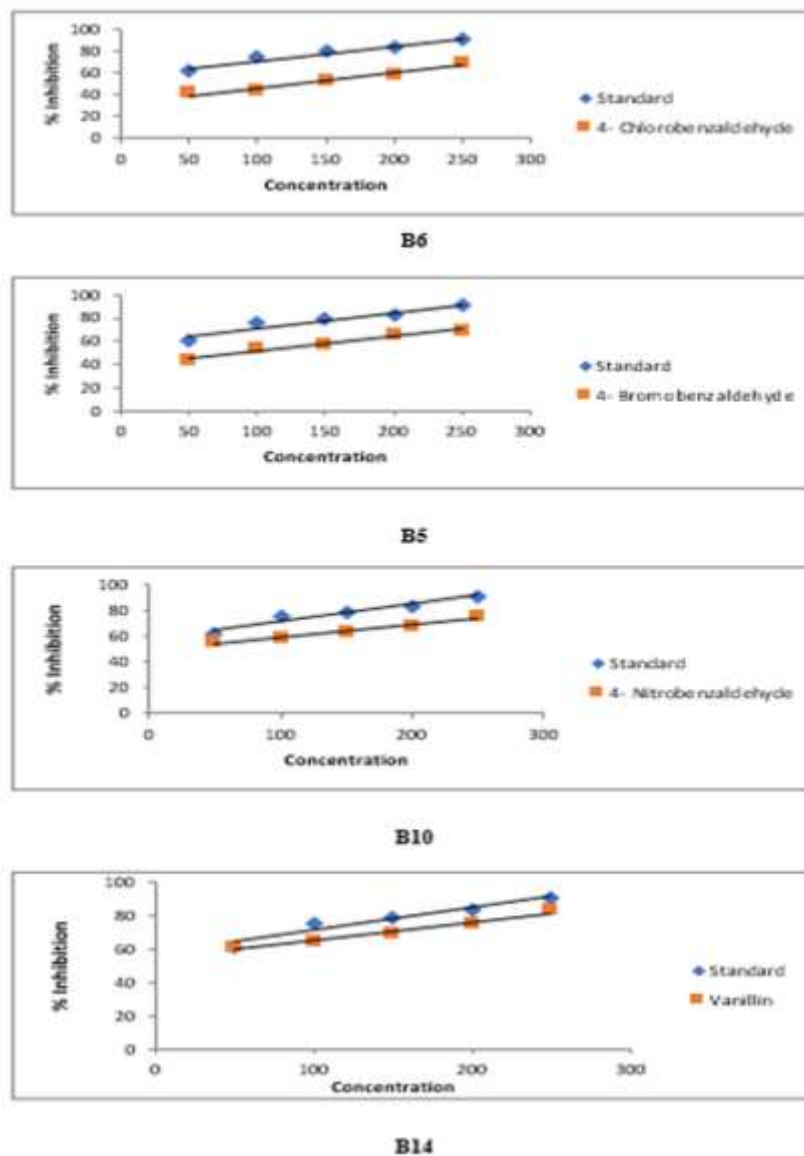 100
80
60
40
20
0
% Inhibition
0 50 100 150 200 250 300
Concentration
Standard
4- Chlorobenzaldehyde
B6
100
80
60
40
20
0
% Inhibition
0 50 100 150 200 250 300
Concentration
Standard
4- Bromobenzaldehyde
B5
100
80
60
40
20
0
% Inhibition
0 100 200 300
Concentration
Standard
4- Nitrobenzaldehyde
B10
100
80
60
40
20
0
% Inhibition
0 100 200 300
Concentration
Standard
Vanillin
B14